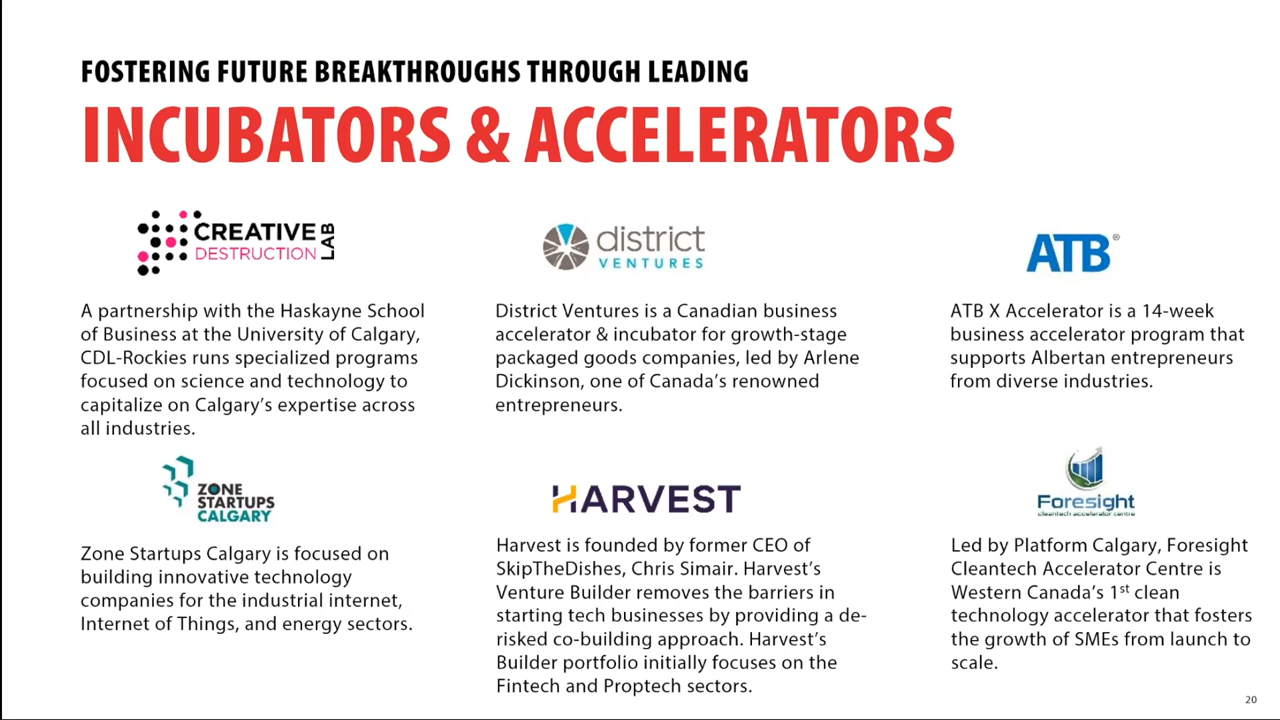 FOSTERING FUTURE BREAKTHROUGHS THROUGH LEADING
INCUBATORS & ACCELERATORS
CREATIVE
DESTRUCTION
LAB
A partnership with the Haskayne School
of Business at the University of Calgary,
CDL-Rockies runs specialized programs
focused on science and technology to
capitalize on Calgary’s expertise across
all industries.
district
VENTURES
District Ventures is a Canadian business
accelerator & incubator for growth-stage
packaged goods companies, led by Arlene
Dickinson, one of Canada’s renowned
entrepreneurs.
ATB®
ATB X Accelerator is a 14-week
business accelerator program that
supports Albertan entrepreneurs
from diverse industries.
ZONE
STARTUPS
CALGARY
Zone Startups Calgary is focused on
building innovative technology
companies for the industrial internet,
Internet of Things, and energy sectors.
HARVEST
Harvest is founded by former CEO of
SkipTheDishes, Chris Simair. Harvest’s
Venture Builder removes the barriers in
starting tech businesses by providing a de-
risked co-building approach. Harvest’s
Builder portfolio initially focuses on the
Fintech and Proptech sectors.
Foresight
cleantech accelerator centre
Led by Platform Calgary, Foresight
Cleantech Accelerator Centre is
Western Canada’s 1st clean
technology accelerator that fosters
the growth of SMEs from launch to
scale.
20